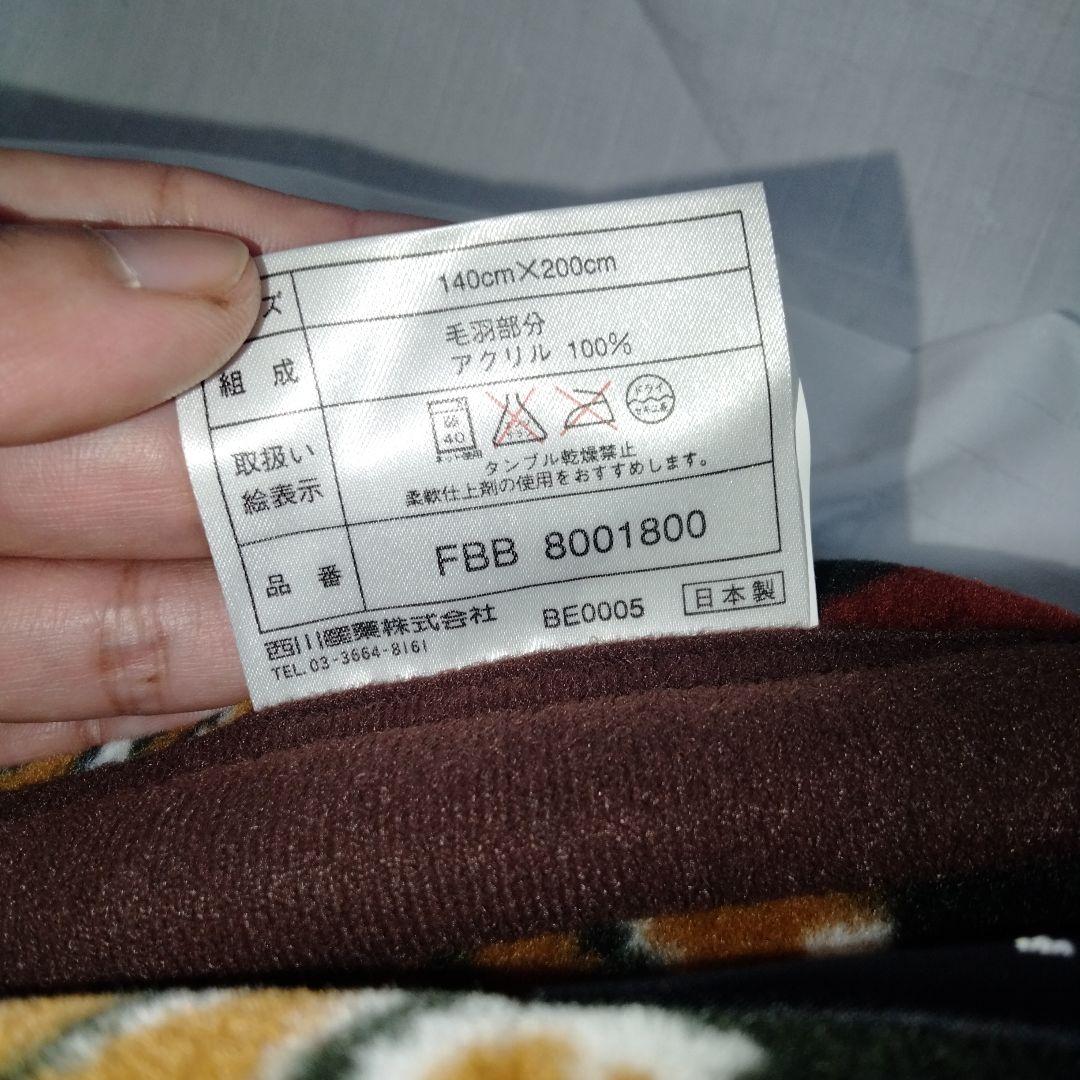 ズ 140cm×200cm
組成 毛羽部分
アクリル 100%
取扱い
絵表示
40
ドライ
タンブル乾燥禁止
柔軟仕上剤の使用をおすすめします。
品番 FBB 8001800
西川産業株式会社 BE0005 日本製
TEL.03-3664-8161